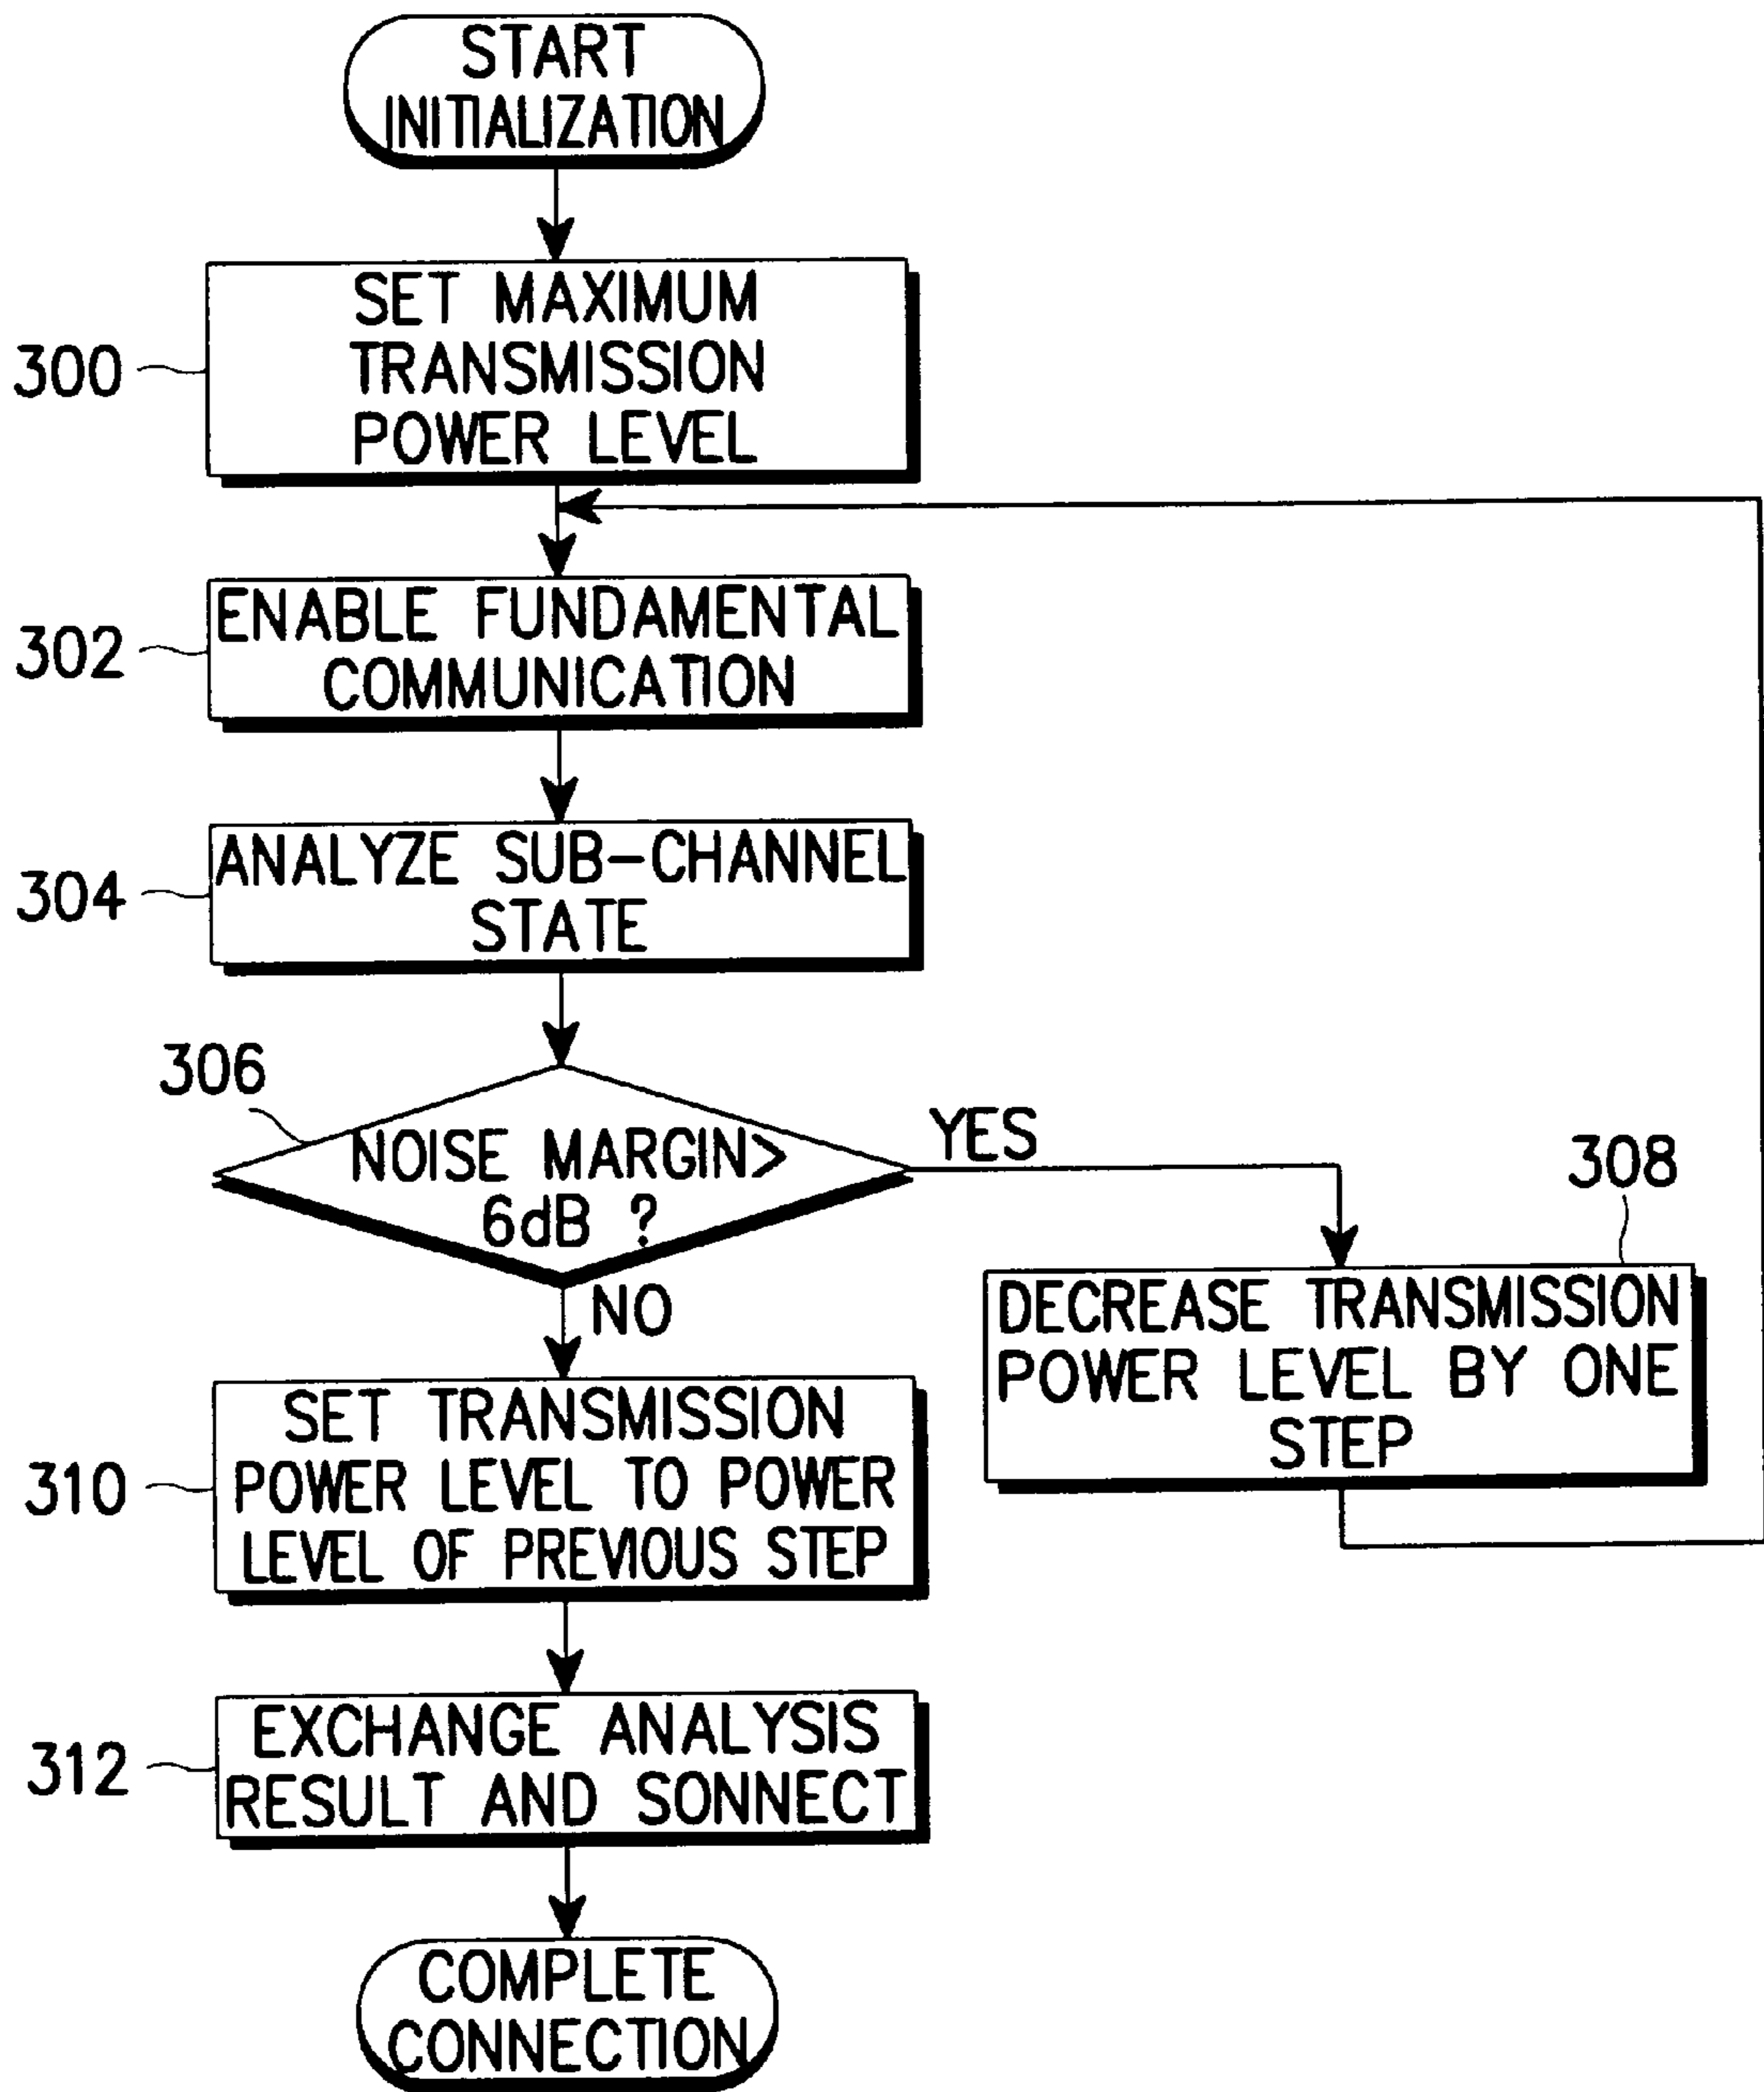 START
INITIALIZATION
300
SET MAXIMUM
TRANSMISSION
POWER LEVEL
302
ENABLE FUNDAMENTAL
COMMUNICATION
304
ANALYZE SUB-CHANNEL
STATE
306
NOISE MARGIN>
6dB ?
YES
NO
308
DECREASE TRANSMISSION
POWER LEVEL BY ONE
STEP
310
SET TRANSMISSION
POWER LEVEL TO POWER
LEVEL OF PREVIOUS STEP
312
EXCHANGE ANALYSIS
RESULT AND SONNECT
COMPLETE
CONNECTION